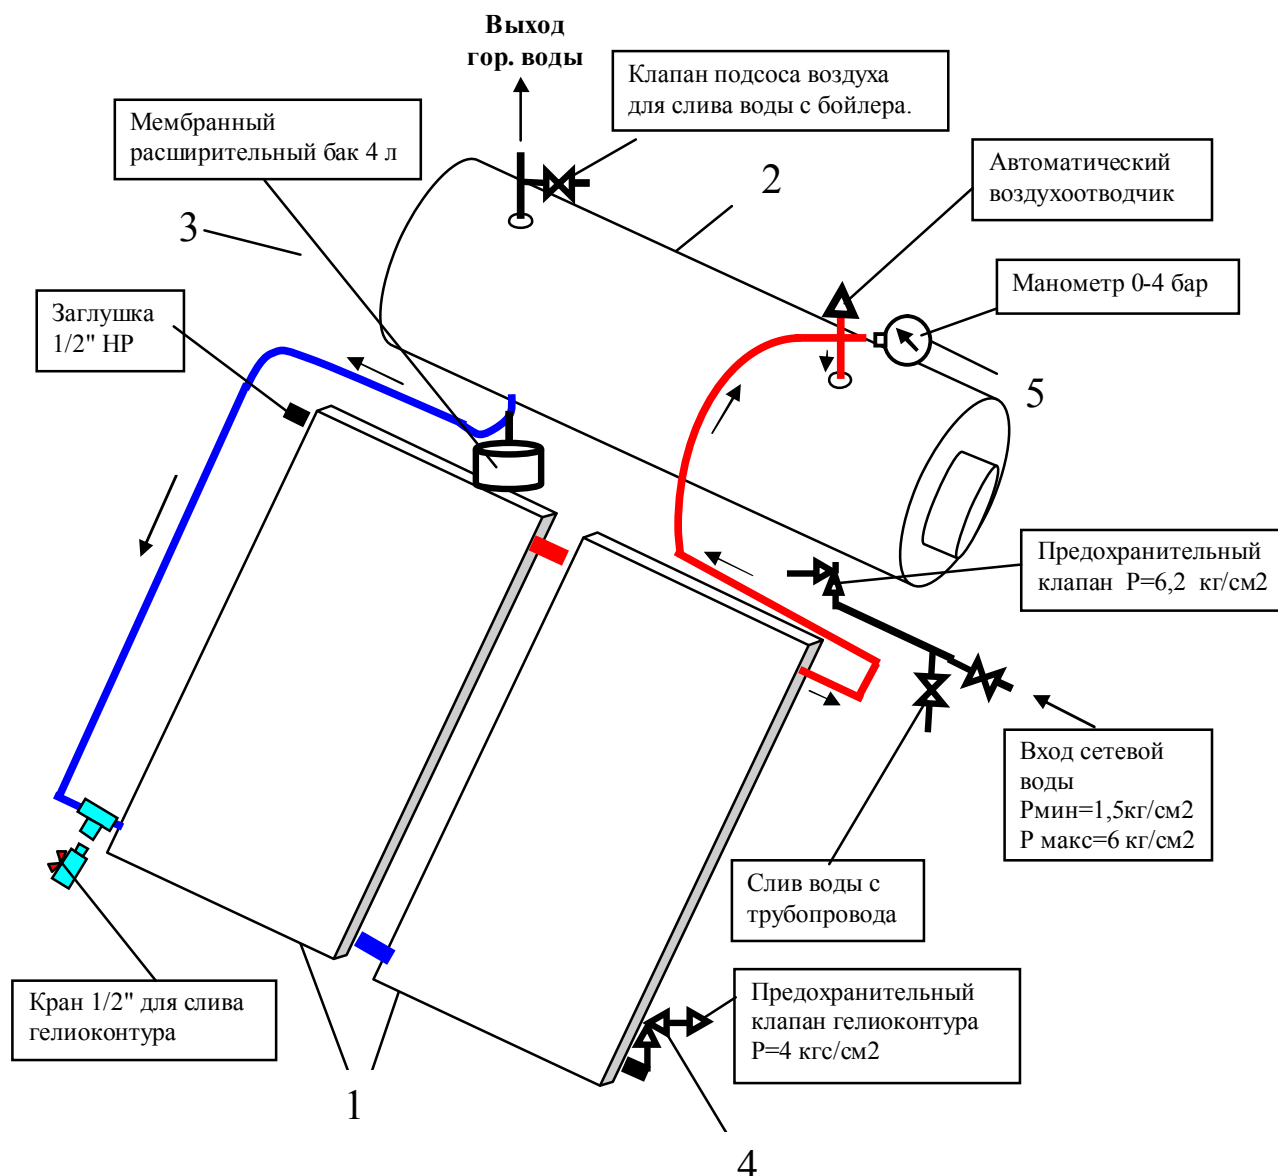 Выход
гор. воды
Клапан подсоса воздуха
для слива воды с бойлера.
Мембранный
расширительный бак 4 л
Автоматический
воздухоотводчик
2
3
Заглушка
1/2" НР
Манометр 0-4 бар
5
Предохранительный
клапан Р=6,2 кг/см2
Вход сетевой
воды
Рмин=1,5кг/см2
Р макс=6 кг/см2
Слив воды с
трубопровода
Кран 1/2" для слива
гелиоконтура
Предохранительный
клапан гелиоконтура
Р=4 кгс/см2
1
4